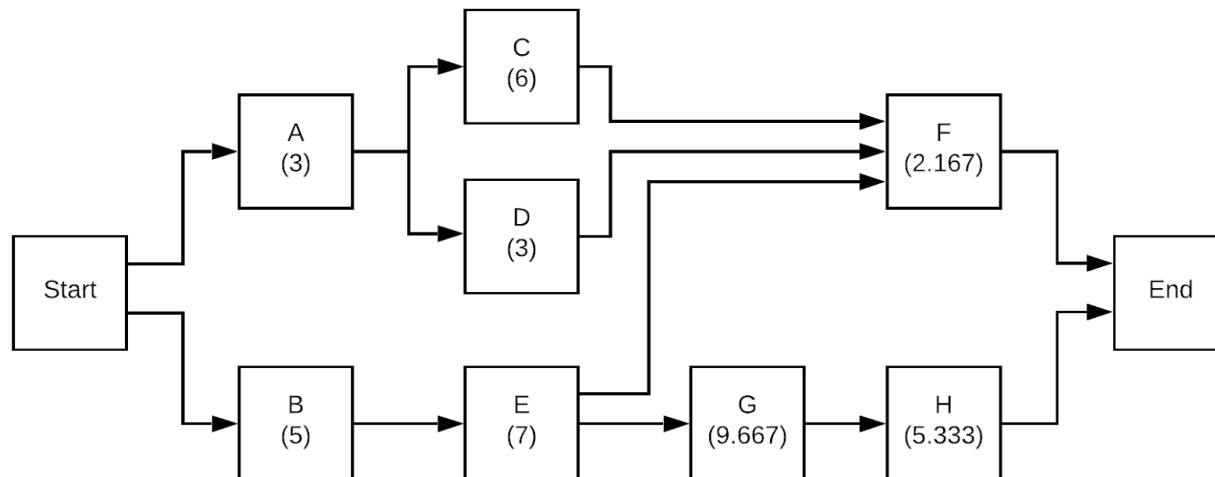 C
(6)
A
(3)
F
(2.167)
D
(3)
Start
End
B
(5)
E
(7)
G
(9.667)
H
(5.333)